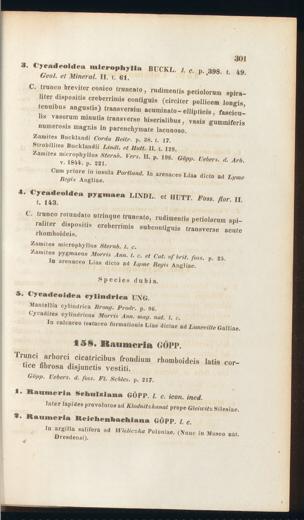 301
3. Cycadeoidea microphylla BUCKL. l. c. p. 398. t. 49.
Geol. et Mineral. II. t. 61.
C. trunco breviter conico truncato, rudimentis petiolorum spira-
liter dispositis creberrimis contiguis (circiter pollicem longis,
tenuibus angustis) transversim acuminato-ellipticis, fascicu-
lis vasorum minutis transverse biserialibus, vasis gummiferis
numerosis magnis in parenchymate lacunoso.
Zamites Bucklandi Corda Beitr. p. 38. t. 17.
Strobilites Bucklandii Lindl. et Hutt. II. t. 129.
Zamites microphyllus Sternb. Vers. II. p. 196. Göpp. Uebers. d. Arb.
v. 1844. p. 221.
Cum priore in insula Portland. In arenaceo Lias dicto ad Lyme
Regis Angliae.
4. Cycadeoidea pygmaea LINDL. et HUTT. Foss. flor. II.
t. 143.
C. trunco rotundato utrinque truncato, rudimentis petiolorum spi-
raliter dispositis creberrimis subcontiguis transverse acute
rhomboideis.
Zamites microphyllus Sternb. l. c.
Zamites pygmaeus Morris Ann. l. c. et Cat. of brit. foss. p. 25.
In arenaceo Lias dicto ad Lyme Regis Angliae.
Species dubia.
5. Cycadeoidea cylindrica UNG.
Mantellia cylindrica Brong. Prodr. p. 96.
Cycadites cylindricus Morris Ann. mag. nat. l. c.
In calcareo testaceo formationis Lias dictae ad Luneville Galliae.
158. Raumeria GÖPP.
Trunci arborei cicatricibus frondium rhomboideis latis cor-
tice fibrosa disjunctis vestiti.
Göpp. Uebers. d. foss. Fl. Schles. p. 217.
1. Raumeria Schulziana GÖPP. l. c. icon. ined.
Inter lapides provolutos ad Klodnitzkanal prope Gleiwitz Silesiae.
2. Raumeria Reichenbachiana GÖPP. l. c.
In argilla salifera ad Wieliczka Poloniae. (Nunc in Museo nat.
Dresdensi).